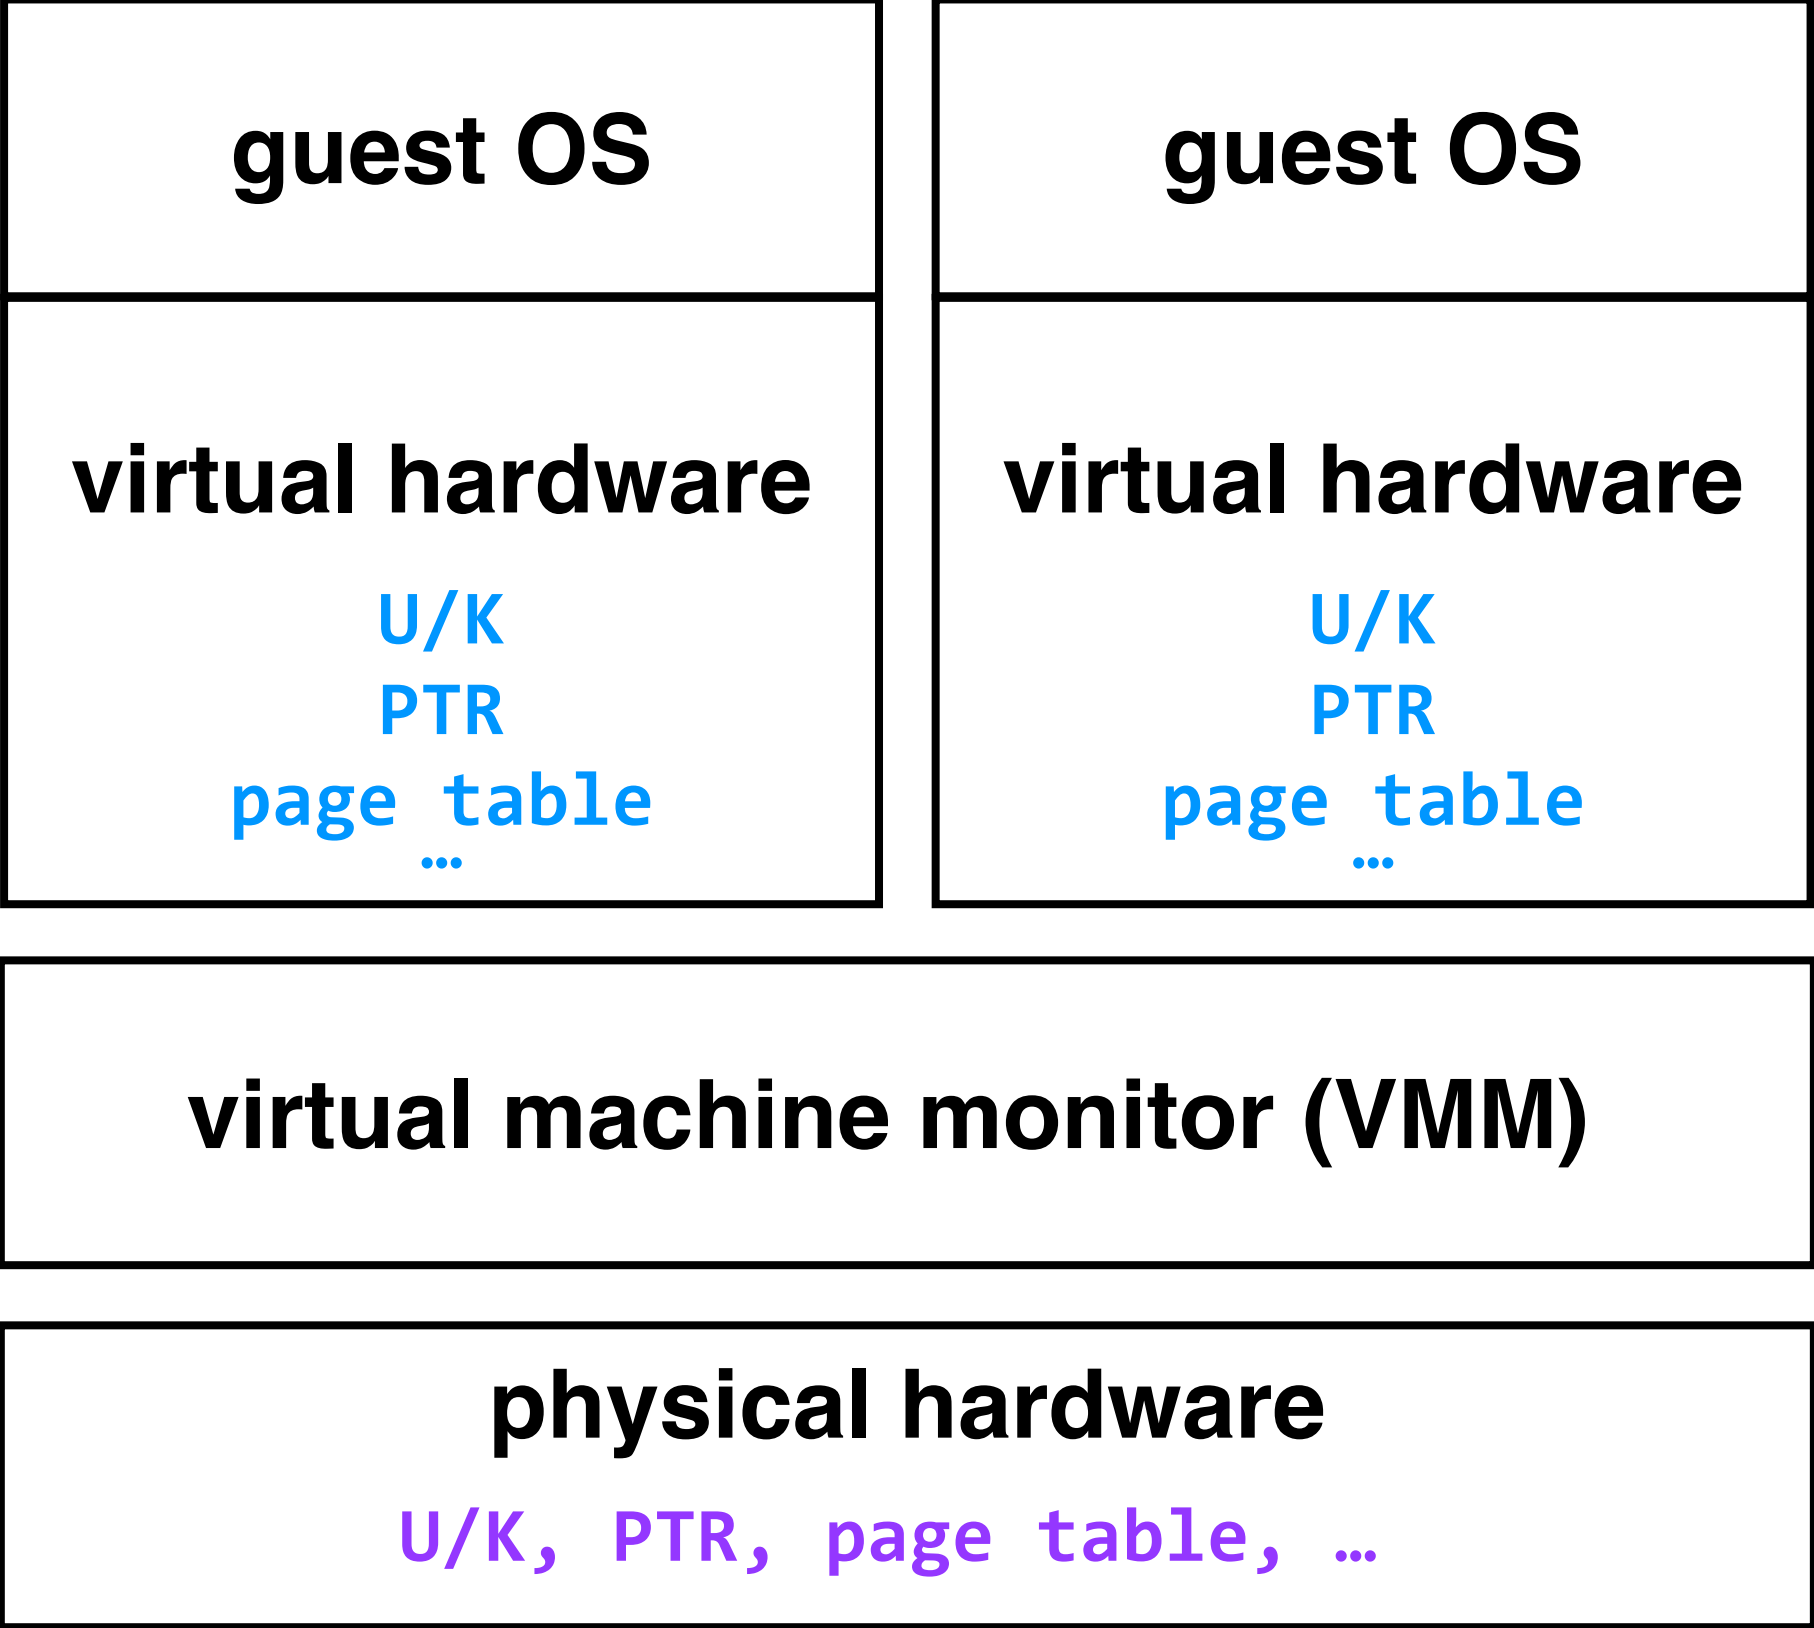 guest OS
guest OS
virtual hardware
U/K
PTR
page table
…
virtual hardware
U/K
PTR
page table
…
virtual machine monitor (VMM)
physical hardware
U/K, PTR, page table, …